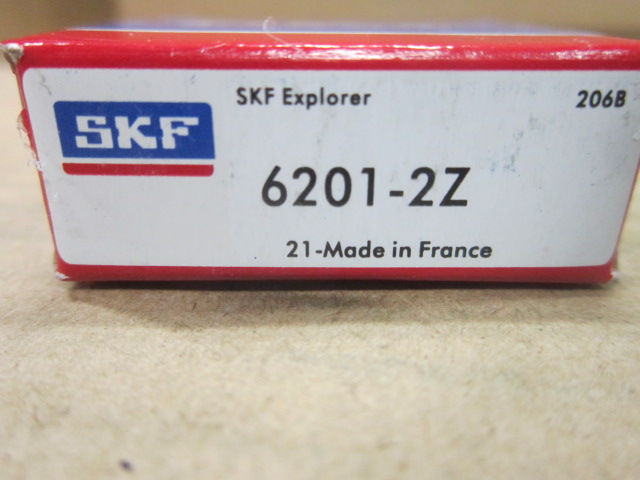 SKF
SKF Explorer
206B
6201-2Z
21-Made in France